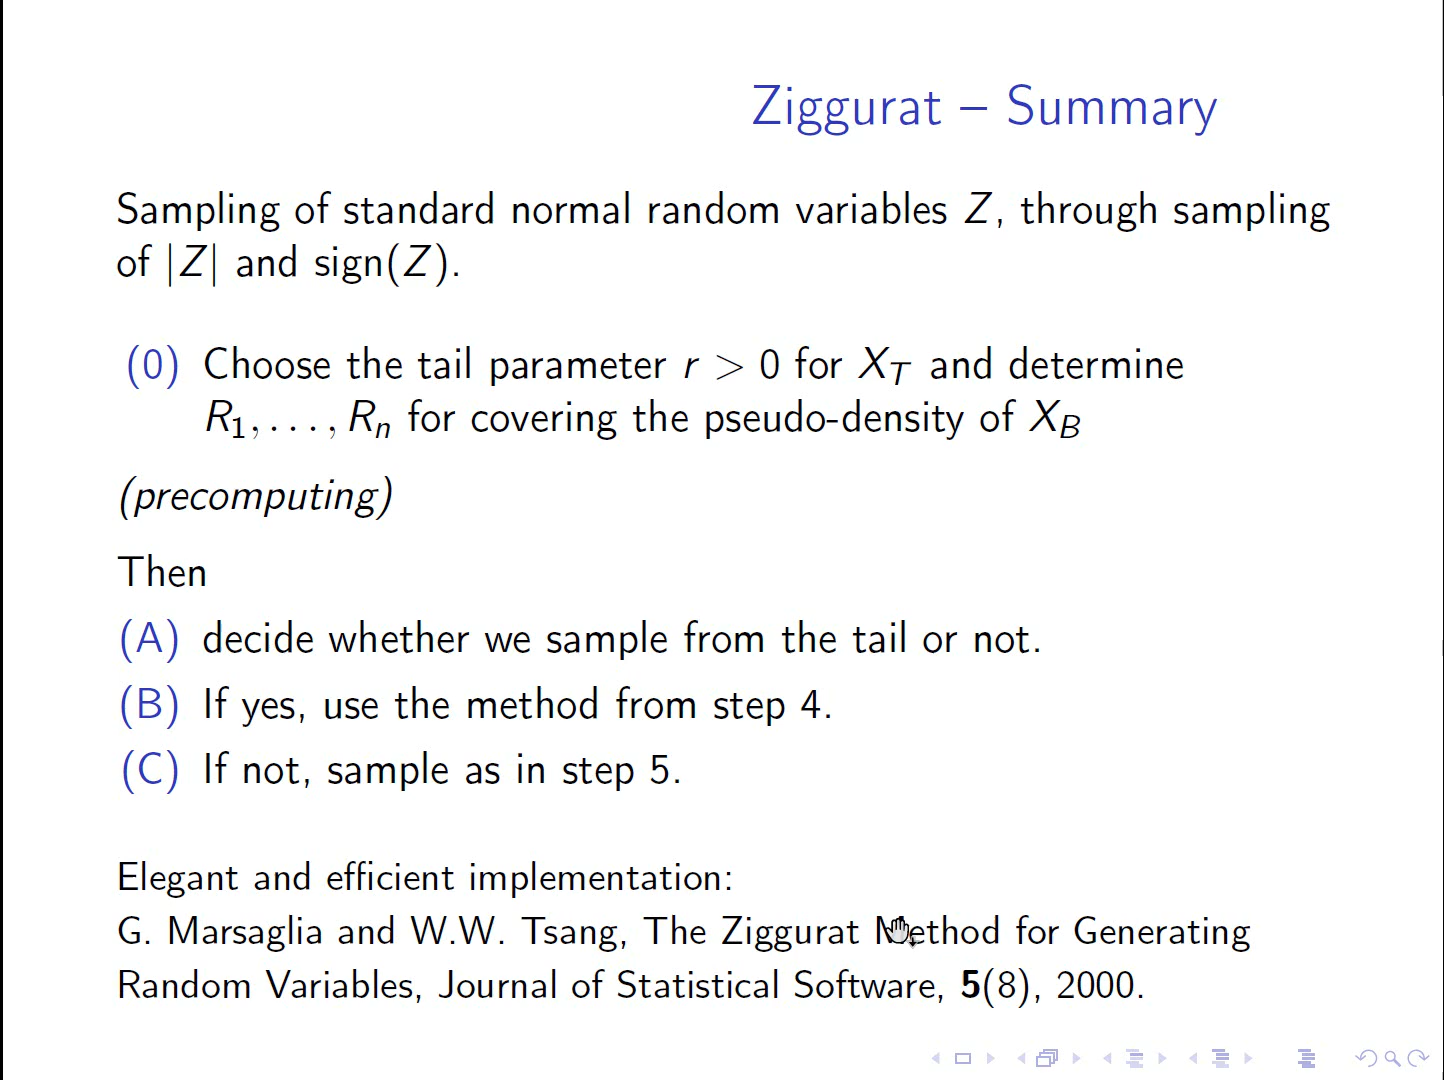 Ziggurat – Summary
Sampling of standard normal random variables Z, through sampling
of |Z| and sign(Z).
(0) Choose the tail parameter r > 0 for X_T and determine
R_1, . . . , R_n for covering the pseudo-density of X_B
(precomputing)
Then
(A) decide whether we sample from the tail or not.
(B) If yes, use the method from step 4.
(C) If not, sample as in step 5.
Elegant and efficient implementation:
G. Marsaglia and W.W. Tsang, The Ziggurat Method for Generating
Random Variables, Journal of Statistical Software, 5(8), 2000.